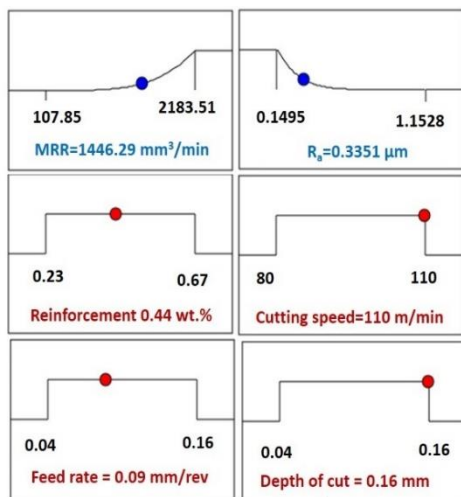 107.85
2183.51
MRR=1446.29 mm³/min
0.1495
1.1528
Rₐ=0.3351 µm
0.23
0.67
Reinforcement 0.44 wt.%
80
110
Cutting speed=110 m/min
0.04
0.16
Feed rate = 0.09 mm/rev
0.04
0.16
Depth of cut = 0.16 mm